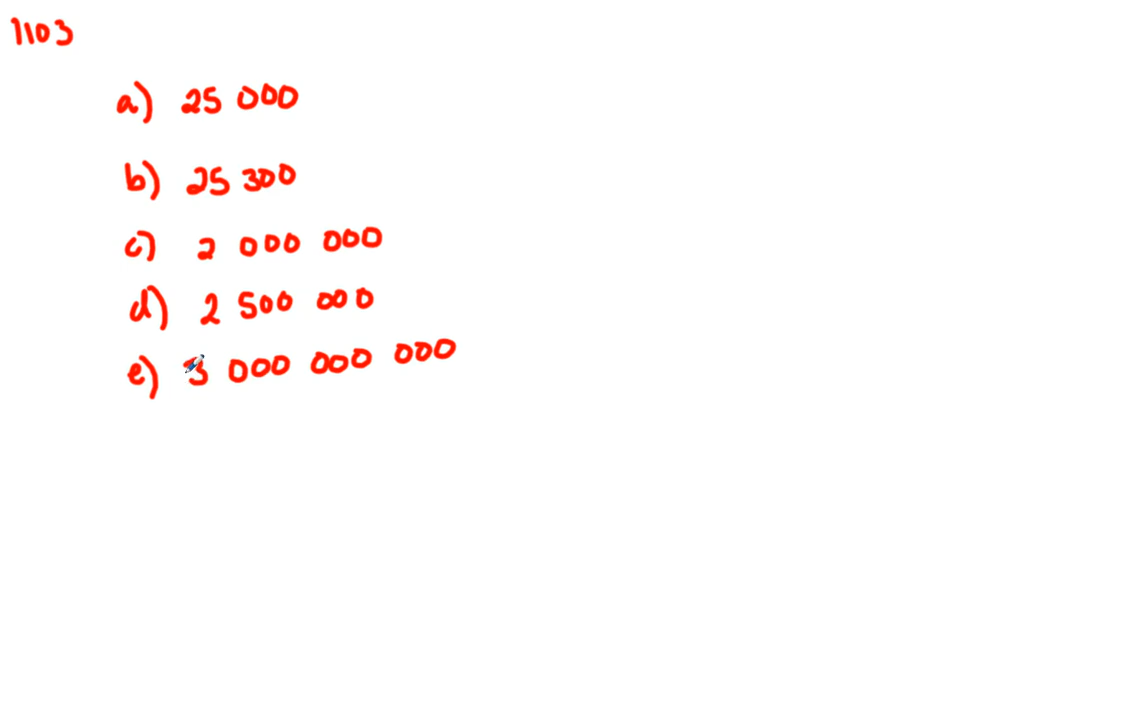 1103
a) 25 000
b) 25 300
c) 2 000 000
d) 2 500 000
e) 3 000 000 000